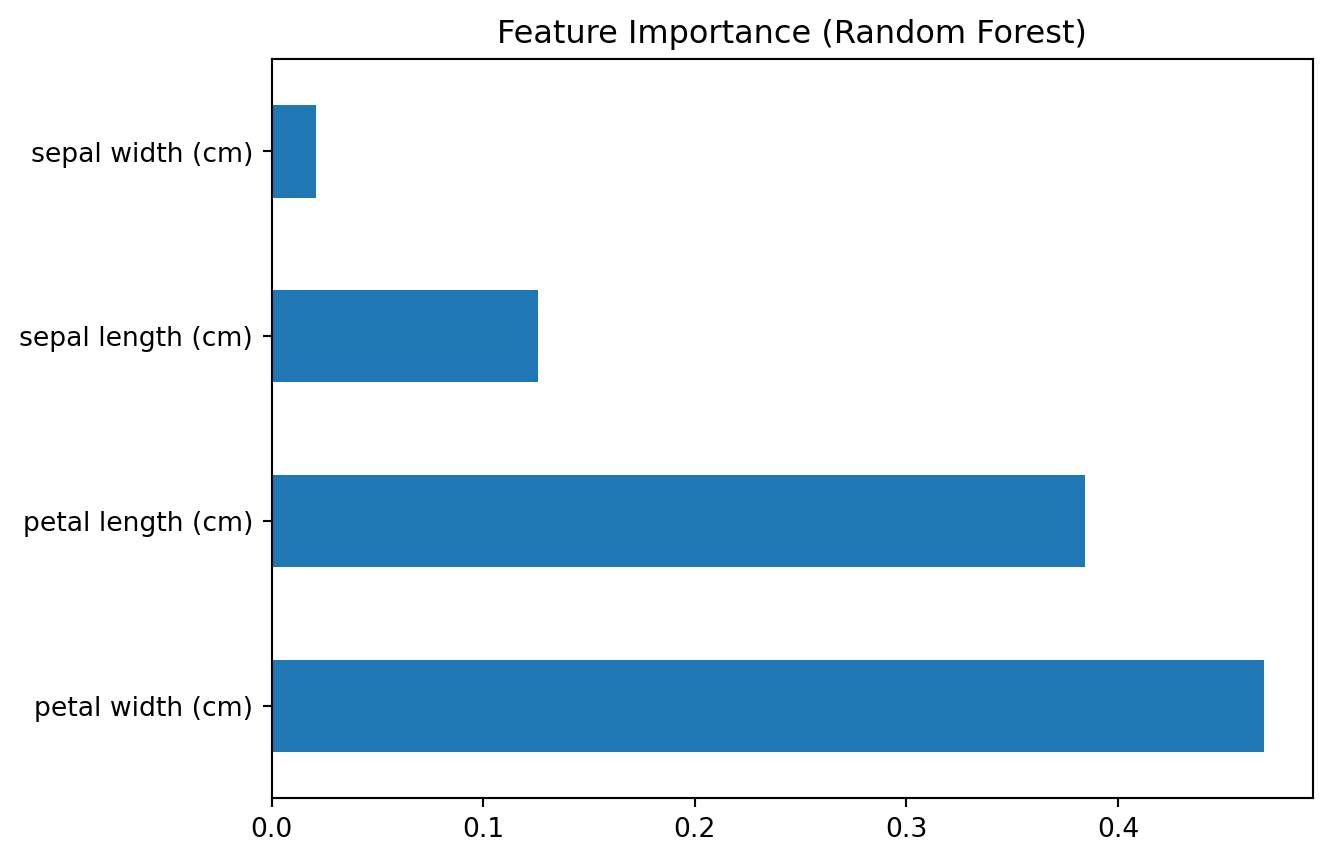 Feature Importance (Random Forest)
sepal width (cm)
sepal length (cm)
petal length (cm)
petal width (cm)
0.0 0.1 0.2 0.3 0.4